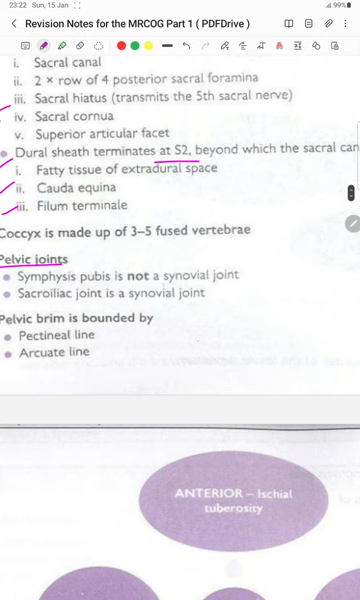 23:22 Sun, 15 Jan
99%
Revision Notes for the MRCOG Part 1 ( PDFDrive )
i. Sacral canal
ii. 2 × row of 4 posterior sacral foramina
iii. Sacral hiatus (transmits the 5th sacral nerve)
iv. Sacral cornua
v. Superior articular facet
Dural sheath terminates at S2, beyond which the sacral can
i. Fatty tissue of extradural space
ii. Cauda equina
iii. Filum terminale
Coccyx is made up of 3–5 fused vertebrae
Pelvic joints
Symphysis pubis is not a synovial joint
Sacroiliac joint is a synovial joint
Pelvic brim is bounded by
Pectineal line
Arcuate line
ANTERIOR – Ischial
tuberosity